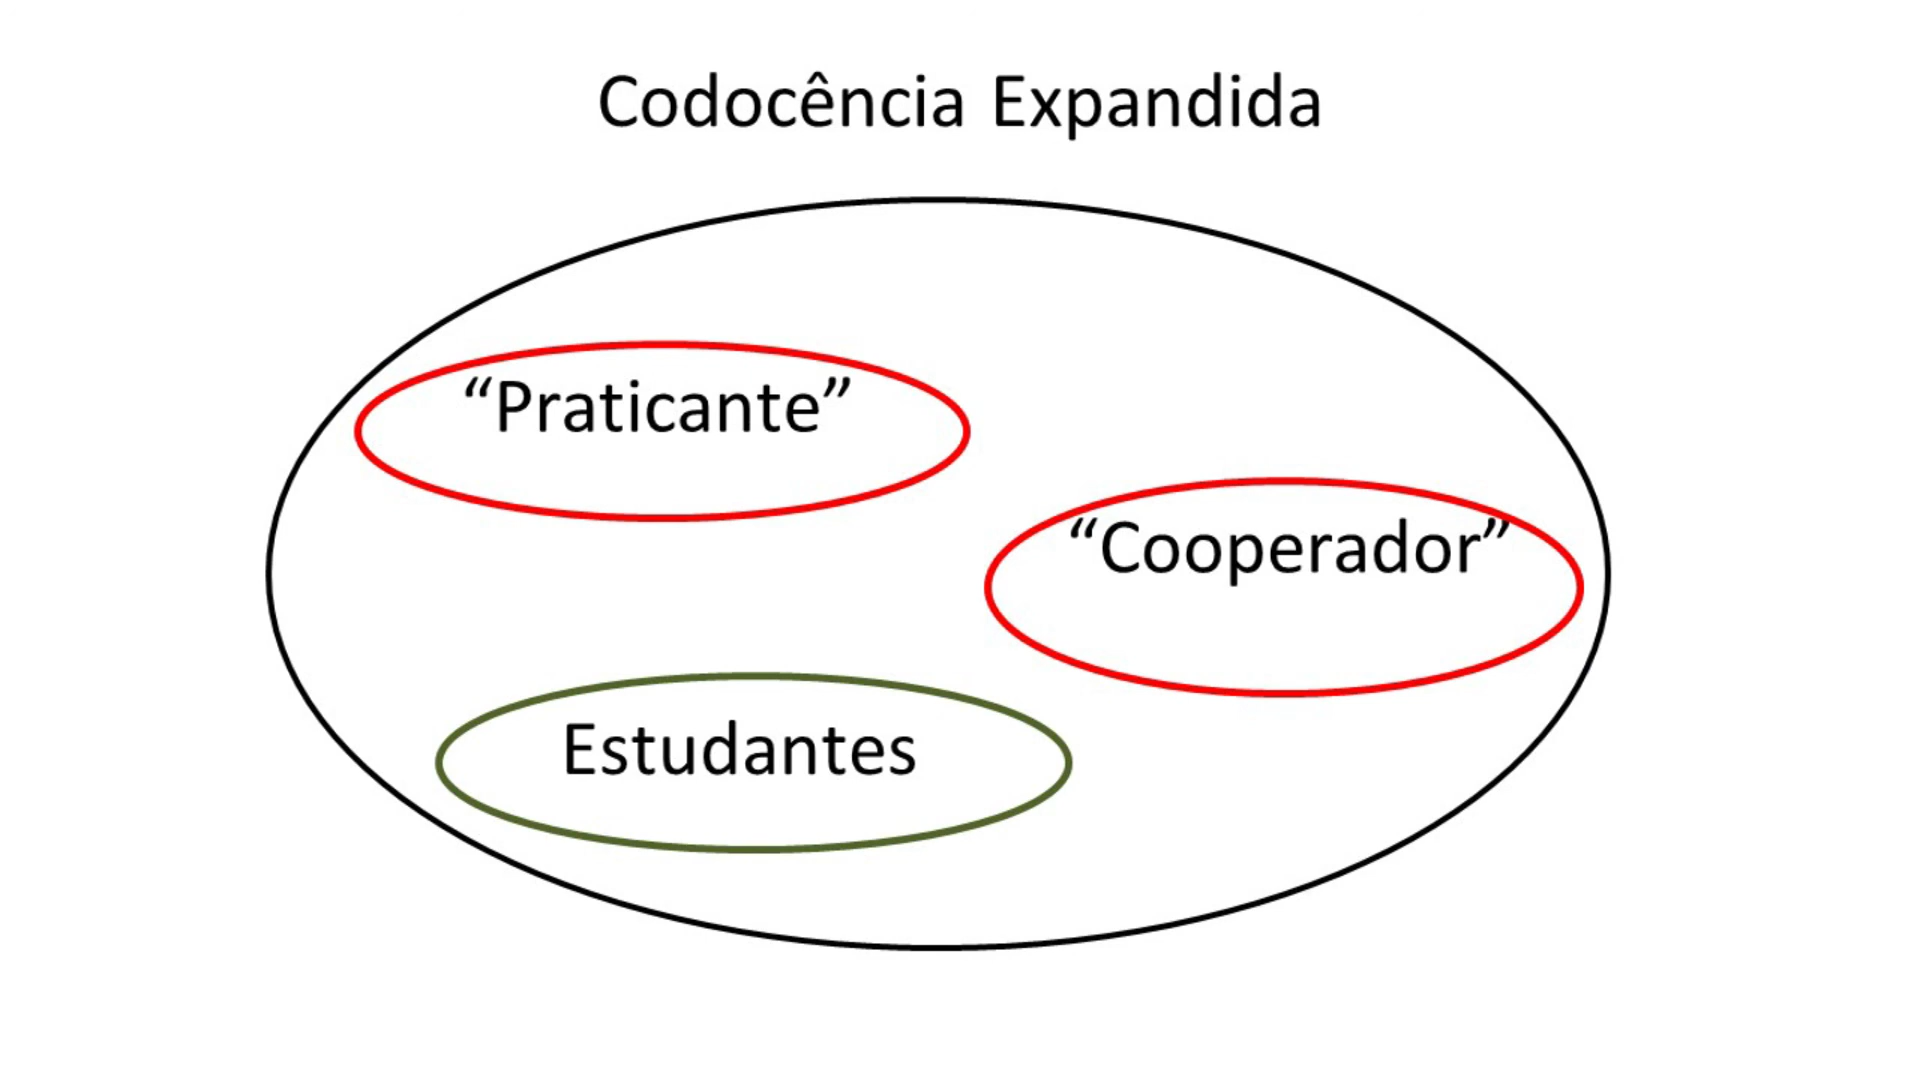 Codocência Expandida
“Praticante”
“Cooperador”
Estudantes